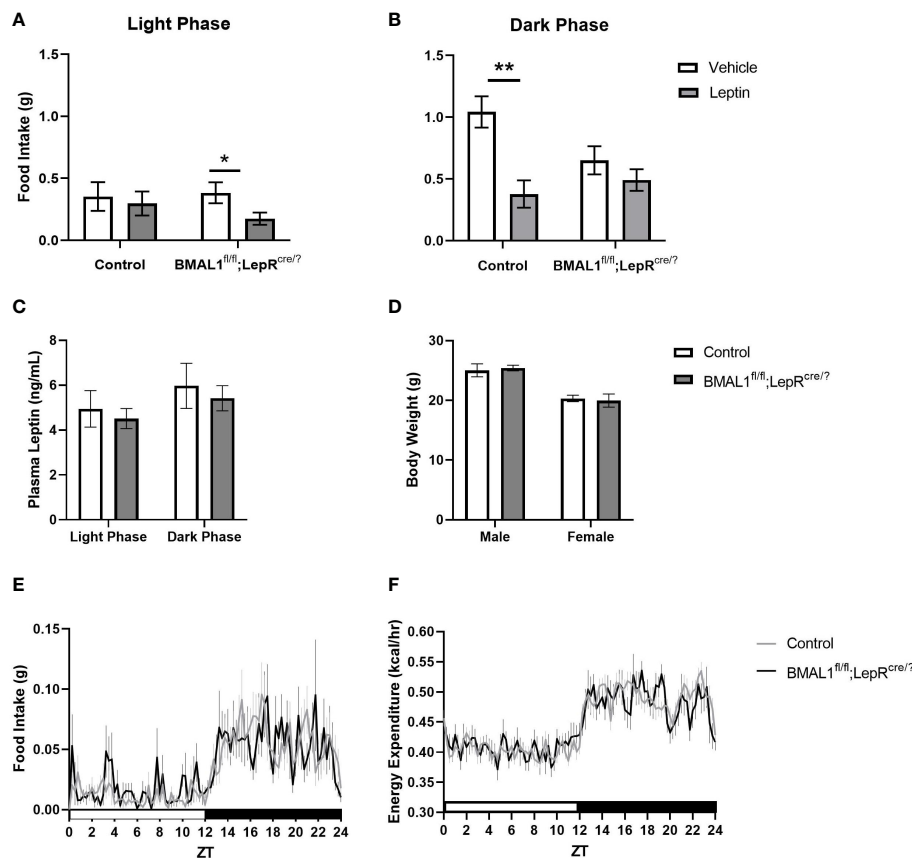 A
Light Phase
Food Intake (g)
1.5
1.0
0.5
0.0
*
Control
BMAL1fl/fl;LepRcre/?
B
Dark Phase
1.5
1.0
0.5
0.0
**
Control
BMAL1fl/fl;LepRcre/?
Vehicle
Leptin
C
Plasma Leptin (ng/mL)
8
6
4
2
0
Light Phase
Dark Phase
D
Body Weight (g)
30
20
10
0
Male
Female
Control
BMAL1fl/fl;LepRcre/?
E
Food Intake (g)
0.15
0.10
0.05
0.00
0 2 4 6 8 10 12 14 16 18 20 22 24
ZT
F
Energy Expenditure (kcal/hr)
0.60
0.55
0.50
0.45
0.40
0.35
0.30
0 2 4 6 8 10 12 14 16 18 20 22 24
ZT
Control
BMAL1fl/fl;LepRcre/?